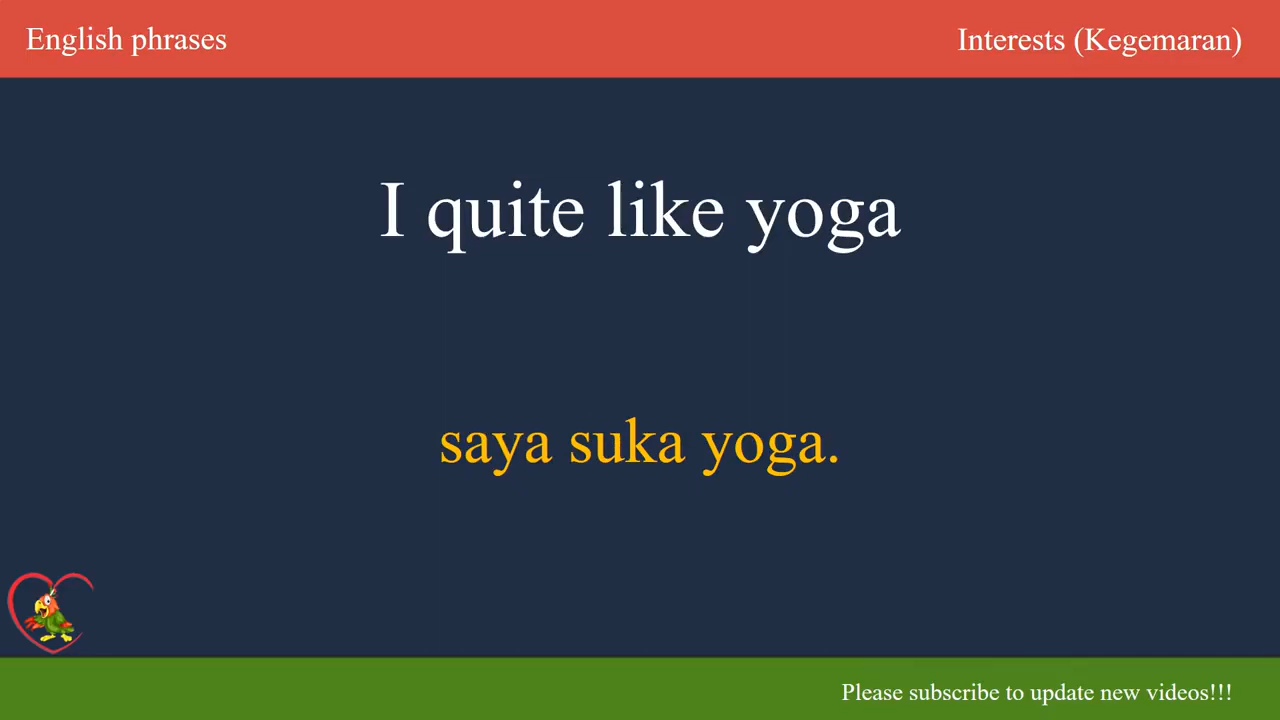 English phrases
Interests (Kegemaran)
I quite like yoga
saya suka yoga.
Please subscribe to update new videos!!!